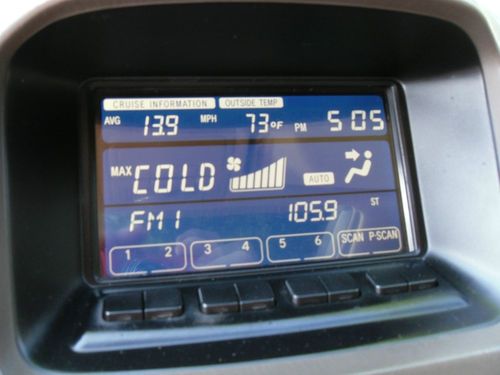 CRUISE INFORMATION OUTSIDE TEMP
AVG 13.9 MPH 73°F PM 5:05
MAX COLD AUTO
FM1 105.9 ST
1 2 3 4 5 6 SCAN P-SCAN